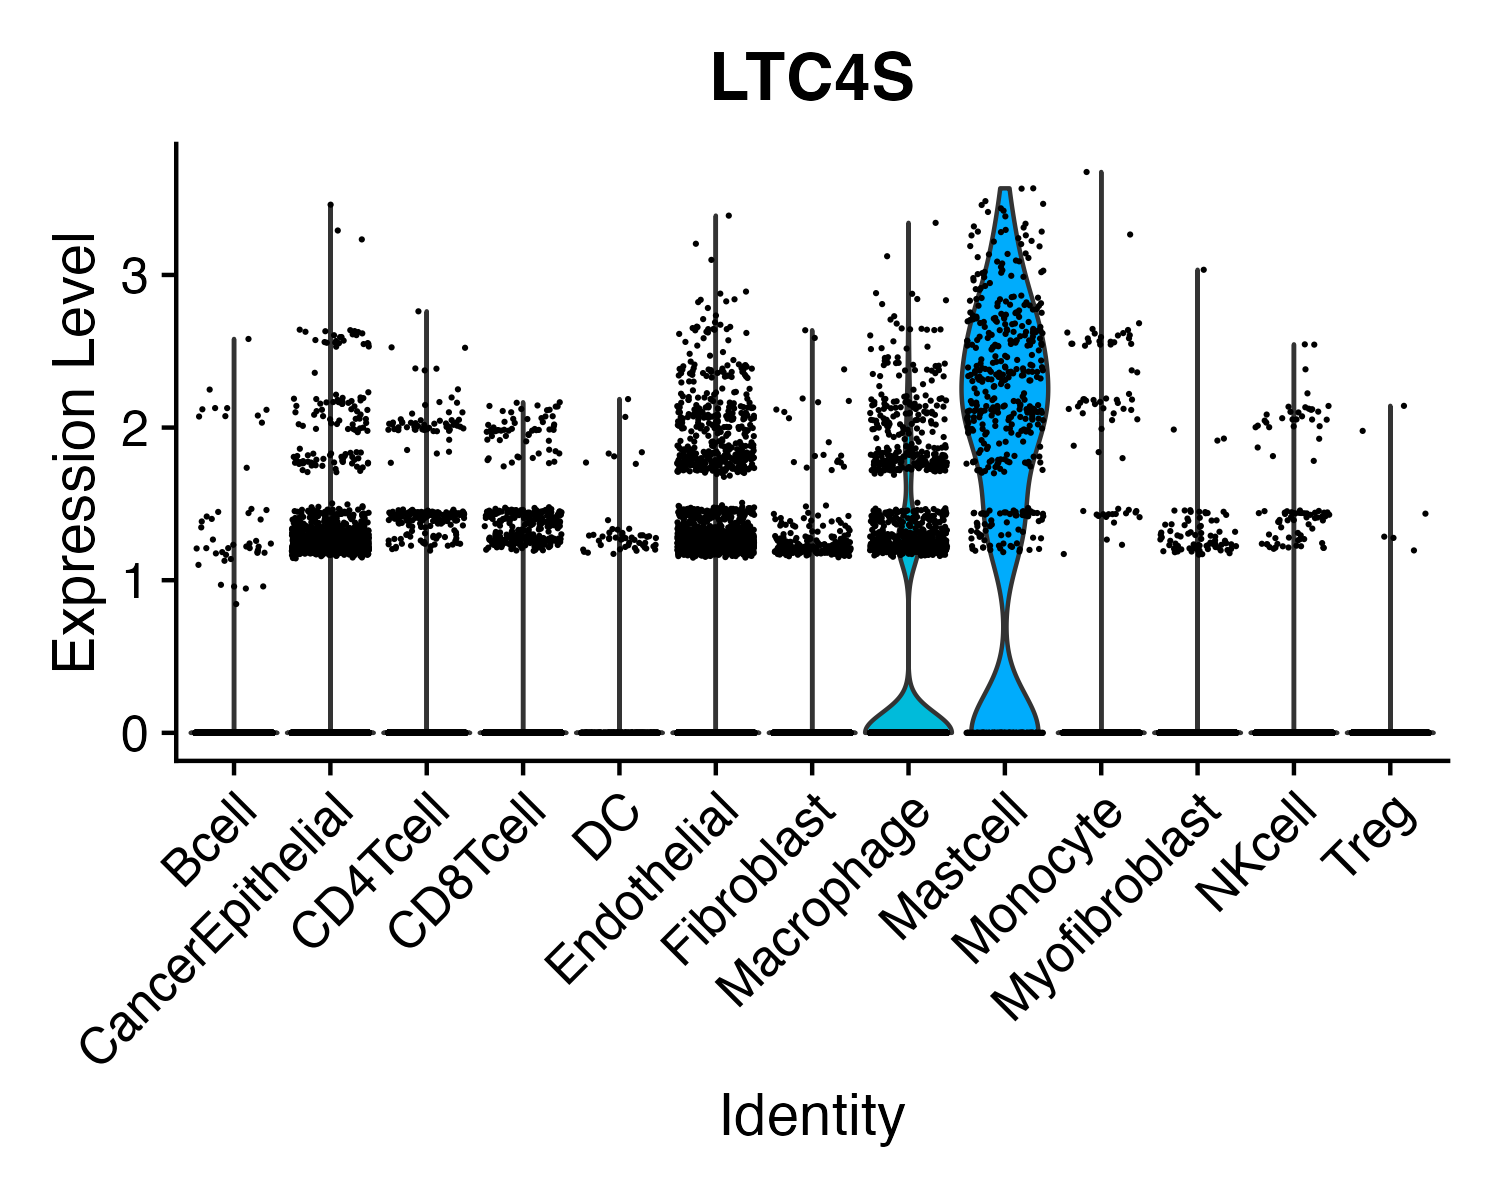 LTC4S
Expression Level
3
2
1
0
Bcell
CancerEpithelial
CD4Tcell
CD8Tcell
DC
Endothelial
Fibroblast
Macrophage
Mastcell
Monocyte
Myofibroblast
NKcell
Treg
Identity